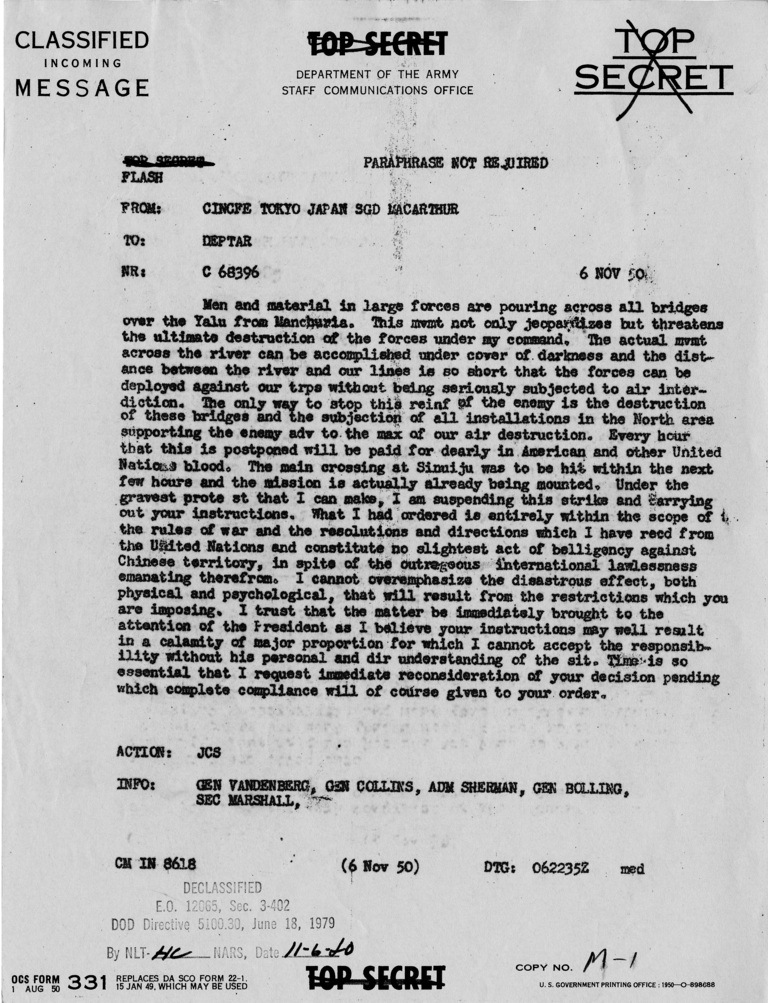 CLASSIFIED
INCOMING
MESSAGE
TOP SECRET
DEPARTMENT OF THE ARMY
STAFF COMMUNICATIONS OFFICE
TOP
SECRET
TOP SECRET
FLASH
PARAPHRASE NOT REQUIRED
FROM: CINCFE TOKYO JAPAN SGD MACARTHUR
TO: DEPTAR
NR: C 68396 6 NOV 50
Men and material in large forces are pouring across all bridges
over the Yalu from Manchuria. This mvmt not only jeopardizes but threatens
the ultimate destruction of the forces under my command. The actual mvmt
across the river can be accomplished under cover of darkness and the dist-
ance between the river and our lines is so short that the forces can be
deployed against our trps without being seriously subjected to air inter-
diction. The only way to stop this reinf of the enemy is the destruction
of these bridges and the subjection of all installations in the North area
supporting the enemy adv to the max of our air destruction. Every hour
that this is postponed will be paid for dearly in American and other United
Nations blood. The main crossing at Sinuiju was to be hit within the next
few hours and the mission is actually already being mounted. Under the
gravest prote st that I can make, I am suspending this strike and carrying
out your instructions. What I had ordered is entirely within the scope of
the rules of war and the resolutions and directions which I have recd from
the United Nations and constitute no slightest act of belligency against
Chinese territory, in spite of the outrageous international lawlessness
emanating therefrom. I cannot overemphasize the disastrous effect, both
physical and psychological, that will result from the restrictions which you
are imposing. I trust that the matter be immediately brought to the
attention of the President as I believe your instructions may well result
in a calamity of major proportion for which I cannot accept the responsib-
ility without his personal and dir understanding of the sit. Time is so
essential that I request immediate reconsideration of your decision pending
which complete compliance will of course given to your order.
ACTION: JCS
INFO: GEN VANDENBERG, GEN COLLINS, ADM SHERMAN, GEN BOLLING,
SEC MARSHALL,
CM IN 8618 (6 Nov 50) DTG: 062235Z med
DECLASSIFIED
E.O. 12065, Sec. 3-402
DOD Directive 5100.30, June 18, 1979
By NLT-HC NARS, Date 11-6-80
COPY NO. M-1
OCS FORM 331 REPLACES DA SCO FORM 22-1,
1 AUG 50 15 JAN 49, WHICH MAY BE USED
TOP SECRET
U. S. GOVERNMENT PRINTING OFFICE : 1950—O-898688